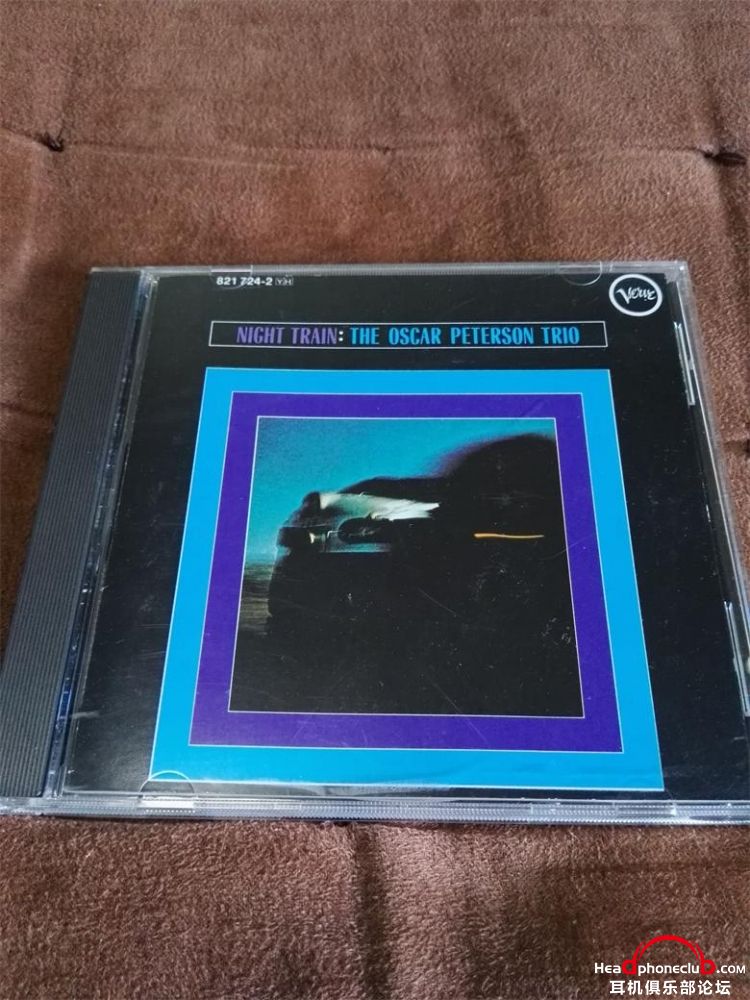 821 724-2 YH
Verve
NIGHT TRAIN: THE OSCAR PETERSON TRIO
Headphoneclub.com
耳机俱乐部论坛